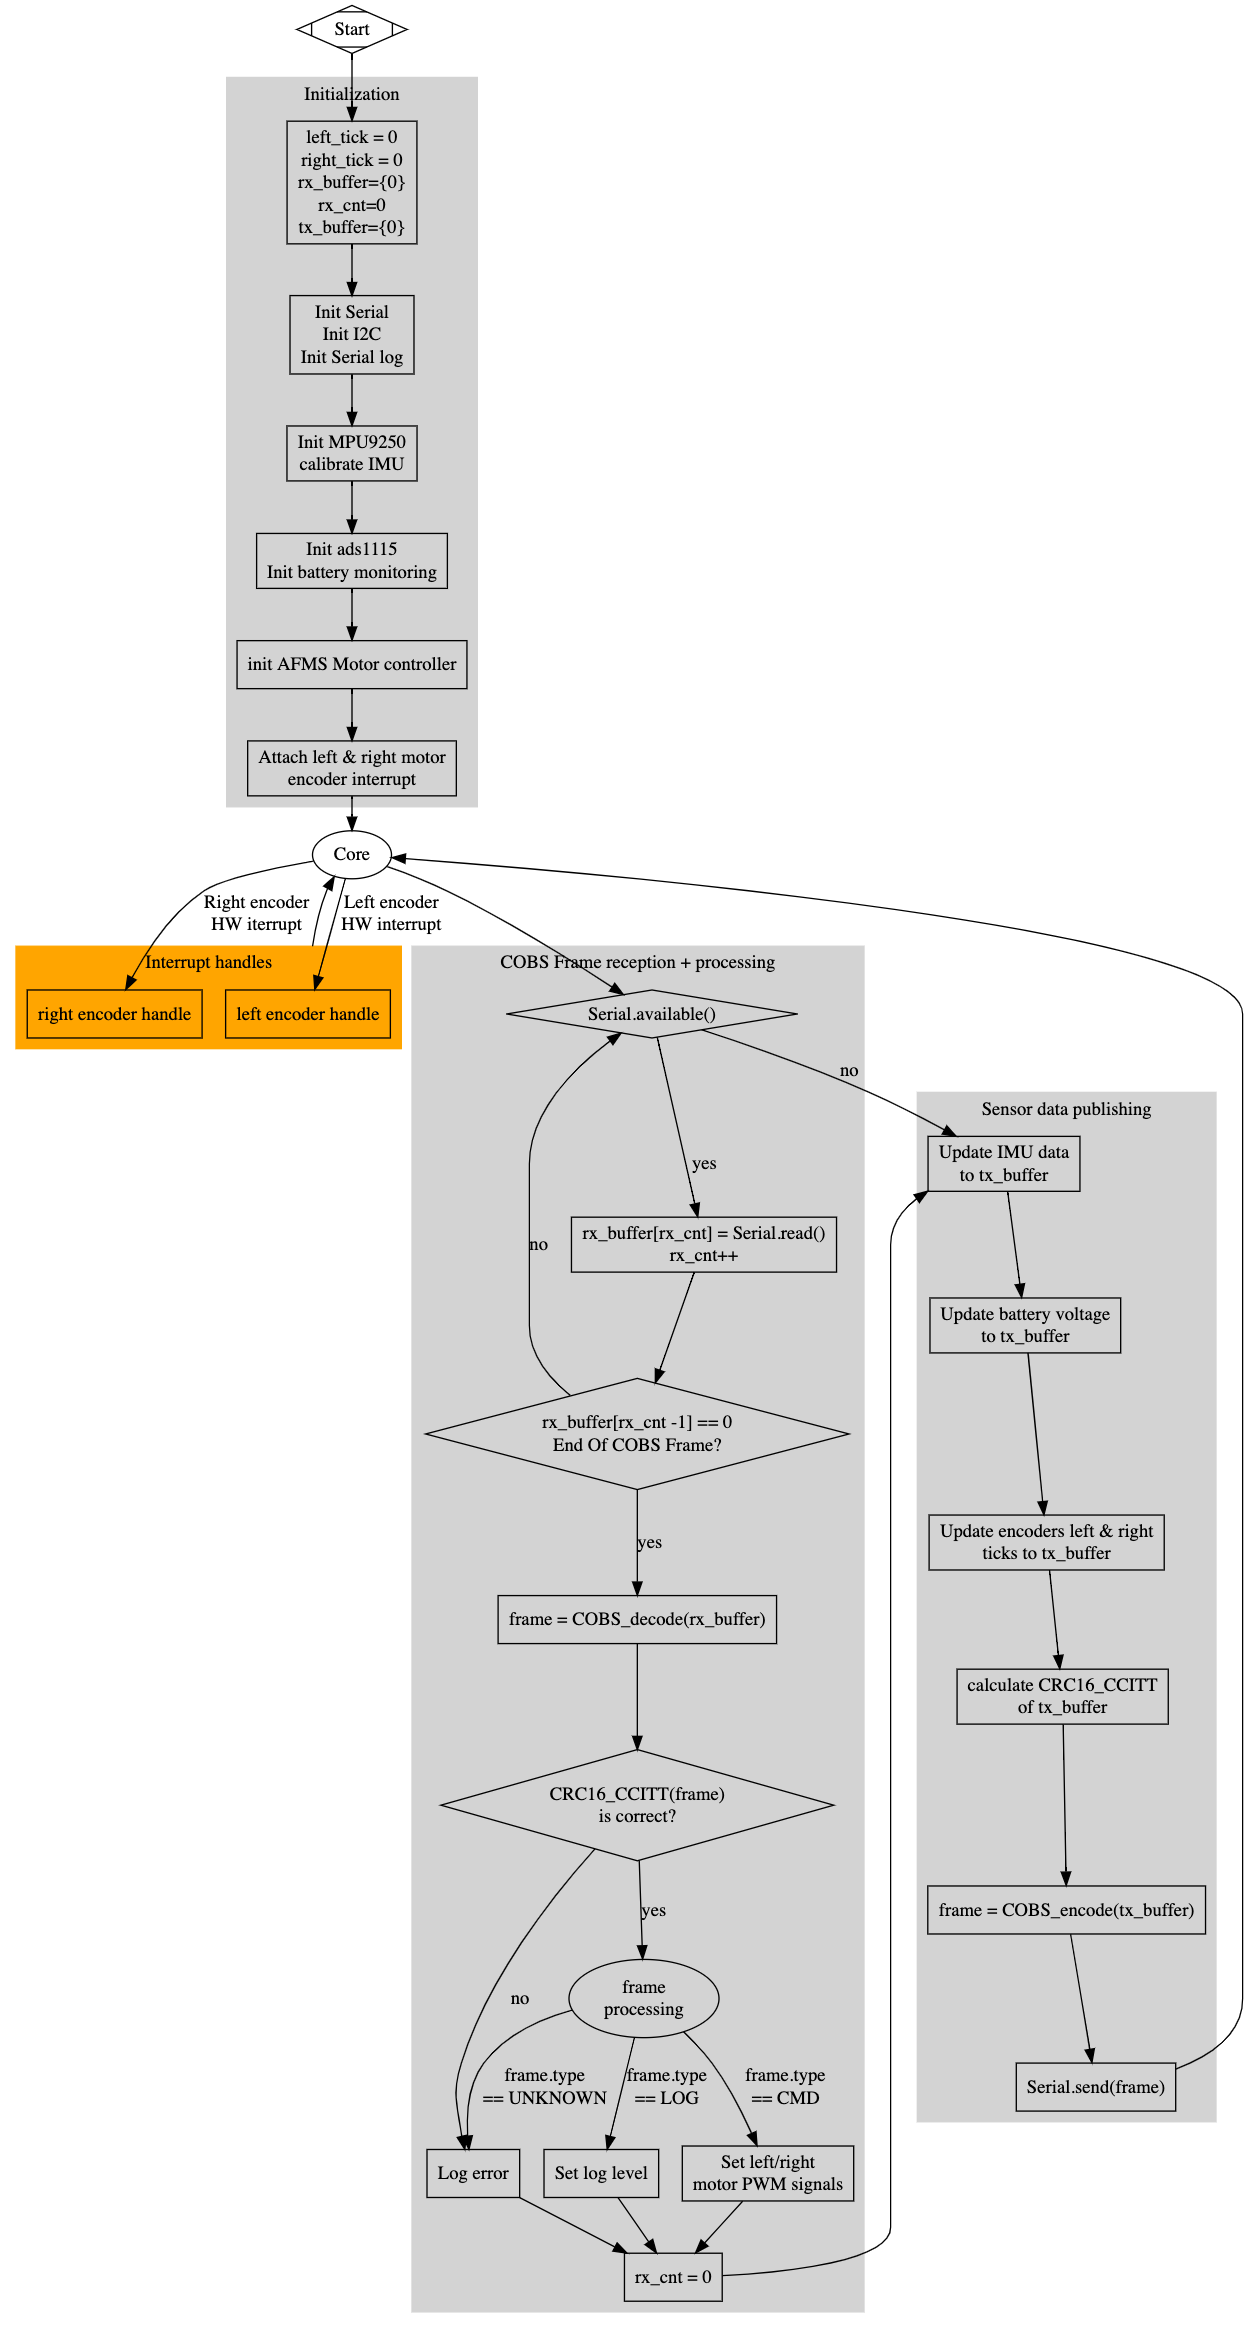 Start
Initialization
left_tick = 0
right_tick = 0
rx_buffer={0}
rx_cnt=0
tx_buffer={0}
Init Serial
Init I2C
Init Serial log
Init MPU9250
calibrate IMU
Init ads1115
Init battery monitoring
init AFMS Motor controller
Attach left & right motor
encoder interrupt
Core
Right encoder
HW iterrupt
Left encoder
HW interrupt
Interrupt handles
right encoder handle
left encoder handle
COBS Frame reception + processing
Serial.available()
no
yes
rx_buffer[rx_cnt] = Serial.read()
rx_cnt++
no
rx_buffer[rx_cnt -1] == 0
End Of COBS Frame?
yes
frame = COBS_decode(rx_buffer)
CRC16_CCITT(frame)
is correct?
yes
no
frame
processing
frame.type
== UNKNOWN
frame.type
== LOG
frame.type
== CMD
Log error
Set log level
Set left/right
motor PWM signals
rx_cnt = 0
Sensor data publishing
Update IMU data
to tx_buffer
Update battery voltage
to tx_buffer
Update encoders left & right
ticks to tx_buffer
calculate CRC16_CCITT
of tx_buffer
frame = COBS_encode(tx_buffer)
Serial.send(frame)